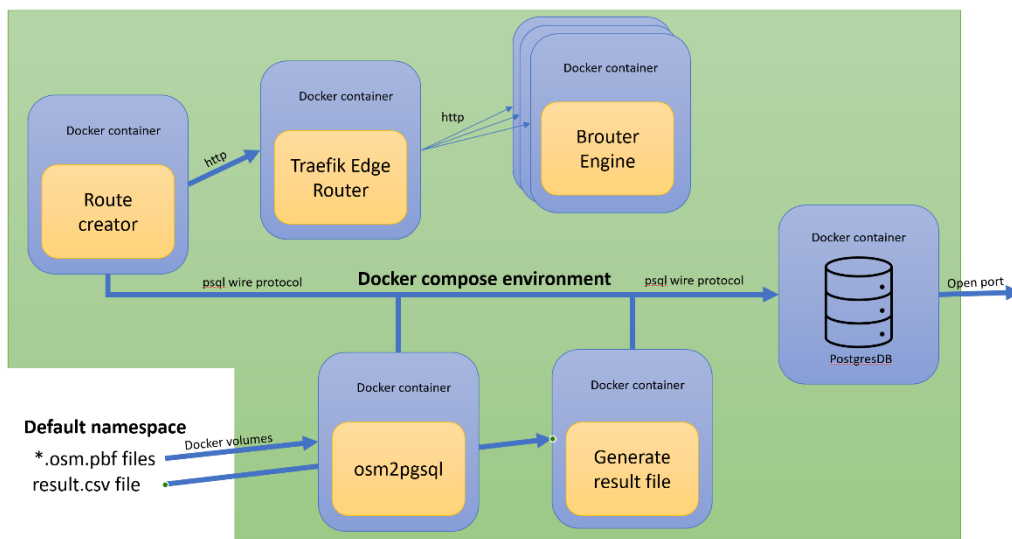 Docker container
Route
creator
http
Docker container
Traefik Edge
Router
http
Docker container
Brouter
Engine
psql wire protocol
Docker compose environment
psql wire protocol
Docker container
PostgresDB
Open port
Default namespace
*.osm.pbf files
result.csv file
Docker volumes
Docker container
osm2pgsql
Docker container
Generate
result file